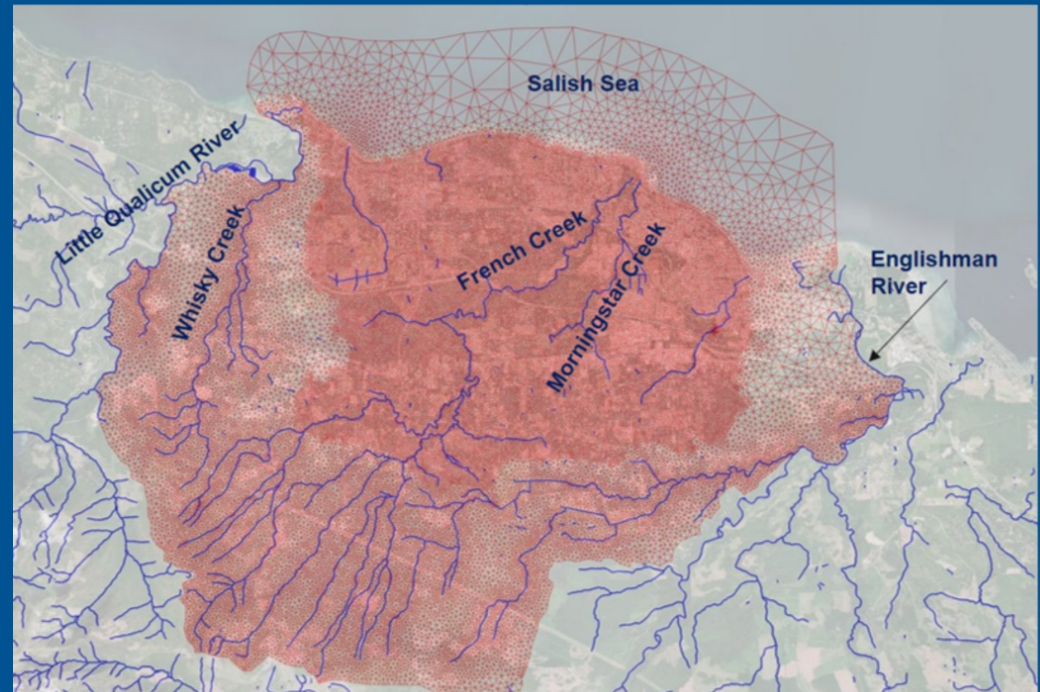 Salish Sea
Little Qualicum River
Whisky Creek
French Creek
Morningstar Creek
Englishman
River